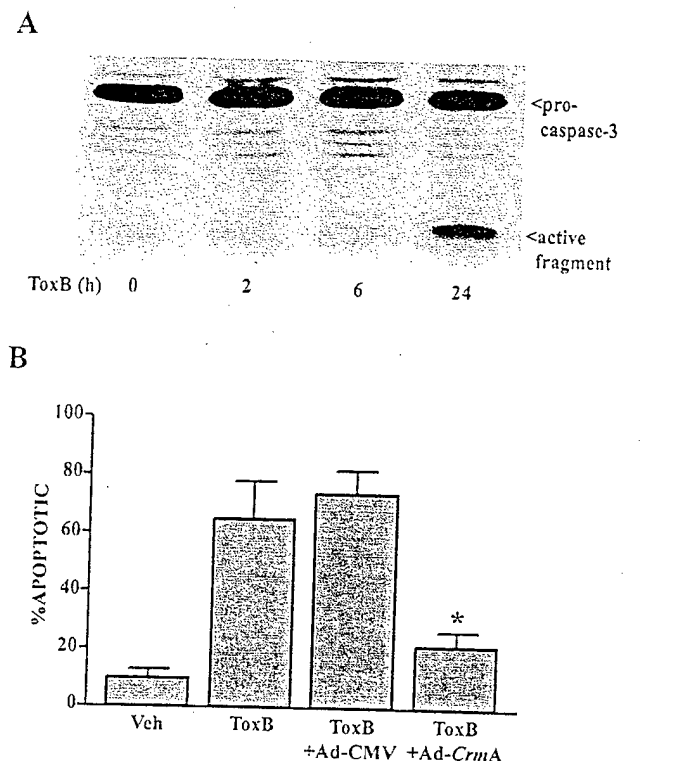 A
<pro-
caspase-3
<active
fragment
ToxB (h) 0 2 6 24
B
100
80
60
40
20
0
%APOPTOTIC
*
Veh ToxB ToxB ToxB
+Ad-CMV +Ad-CrmA